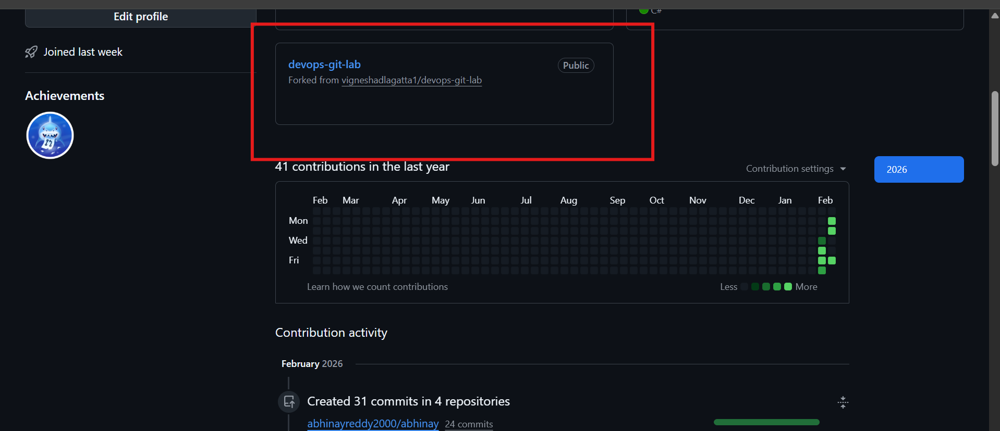 Edit profile
C#
Joined last week
devops-git-lab
Public
Forked from vigneshadlagatta1/devops-git-lab
Achievements
41 contributions in the last year
Contribution settings
2026
Feb Mar Apr May Jun Jul Aug Sep Oct Nov Dec Jan Feb
Mon
Wed
Fri
Learn how we count contributions
Less More
Contribution activity
February 2026
Created 31 commits in 4 repositories
abhinayreddy2000/abhinay 24 commits